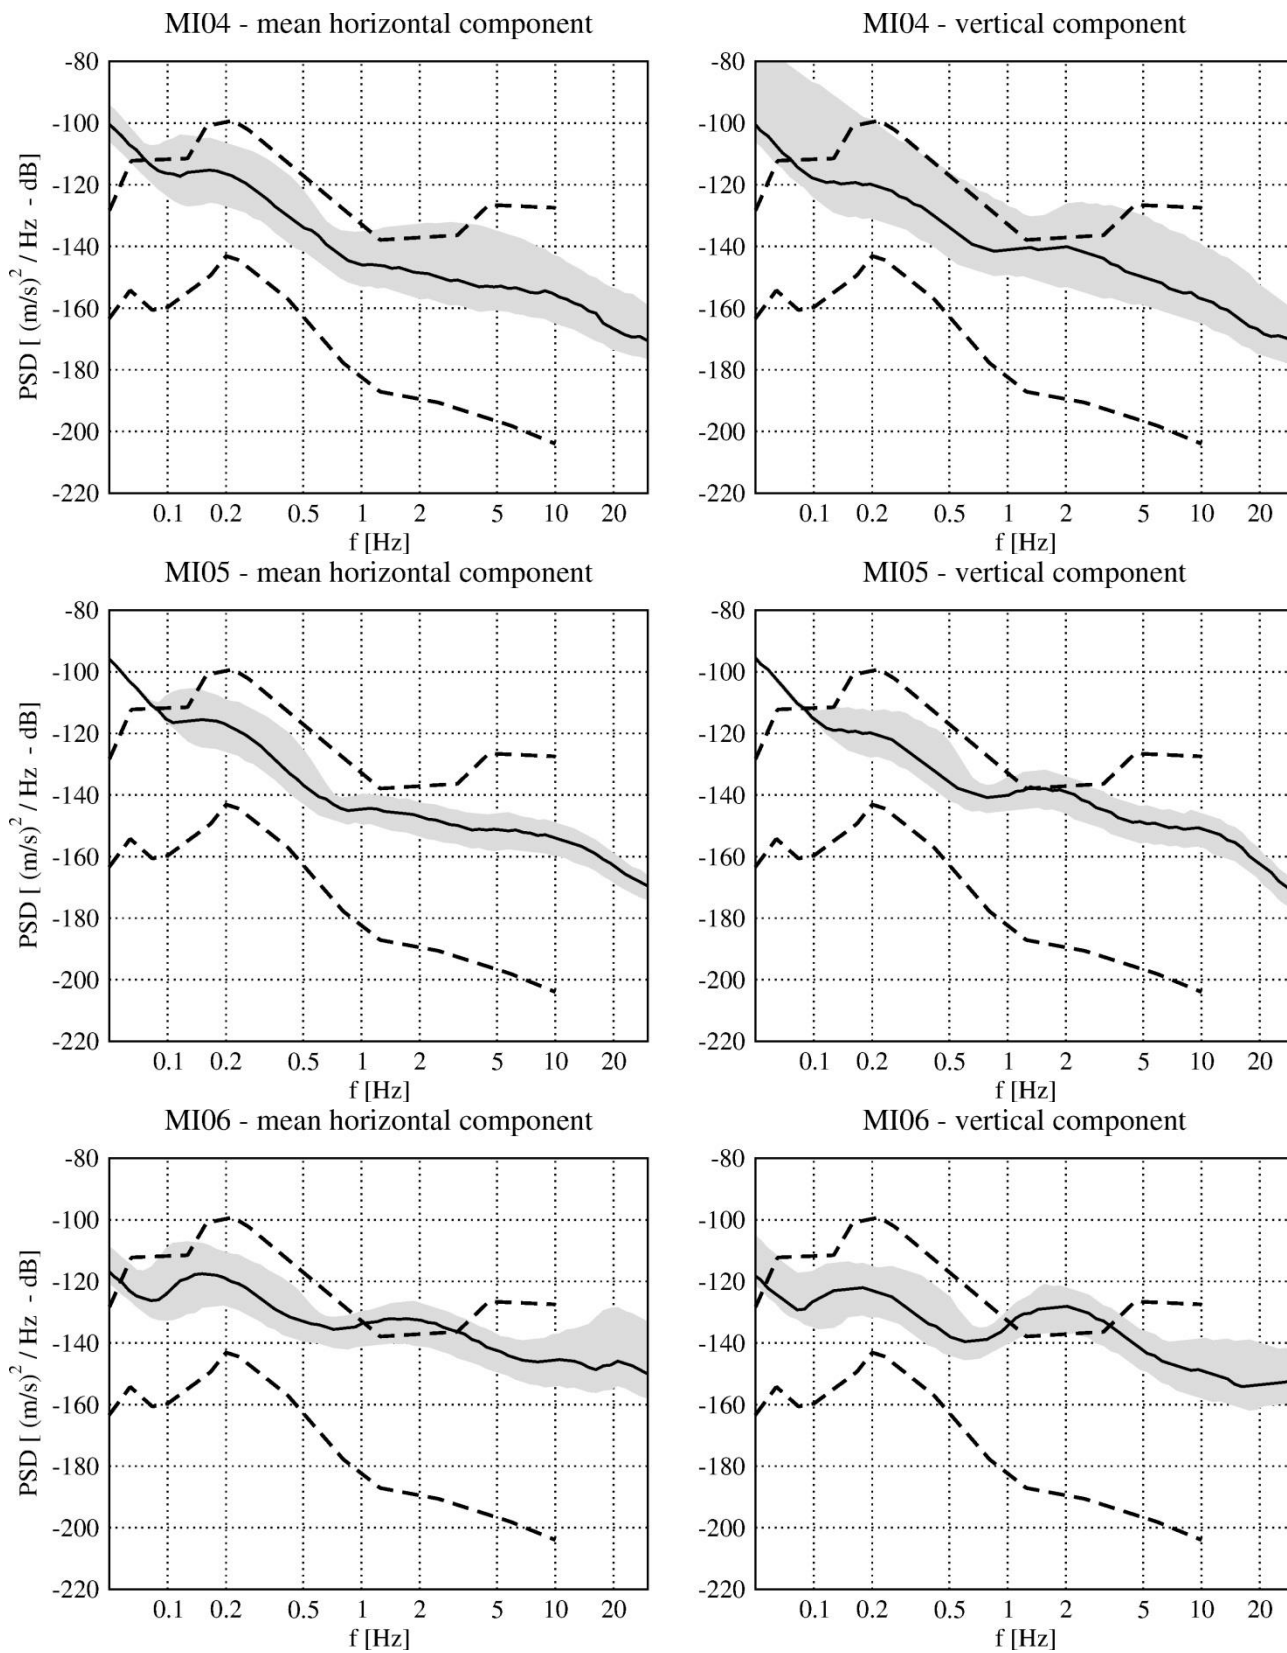 MI04 - mean horizontal component
MI04 - vertical component
PSD [ (m/s)² / Hz - dB]
-80
-100
-120
-140
-160
-180
-200
-220
-80
-100
-120
-140
-160
-180
-200
-220
0.1 0.2 0.5 1 2 5 10 20
f [Hz]
0.1 0.2 0.5 1 2 5 10 20
f [Hz]
MI05 - mean horizontal component
MI05 - vertical component
PSD [ (m/s)² / Hz - dB]
-80
-100
-120
-140
-160
-180
-200
-220
-80
-100
-120
-140
-160
-180
-200
-220
0.1 0.2 0.5 1 2 5 10 20
f [Hz]
0.1 0.2 0.5 1 2 5 10 20
f [Hz]
MI06 - mean horizontal component
MI06 - vertical component
PSD [ (m/s)² / Hz - dB]
-80
-100
-120
-140
-160
-180
-200
-220
-80
-100
-120
-140
-160
-180
-200
-220
0.1 0.2 0.5 1 2 5 10 20
f [Hz]
0.1 0.2 0.5 1 2 5 10 20
f [Hz]